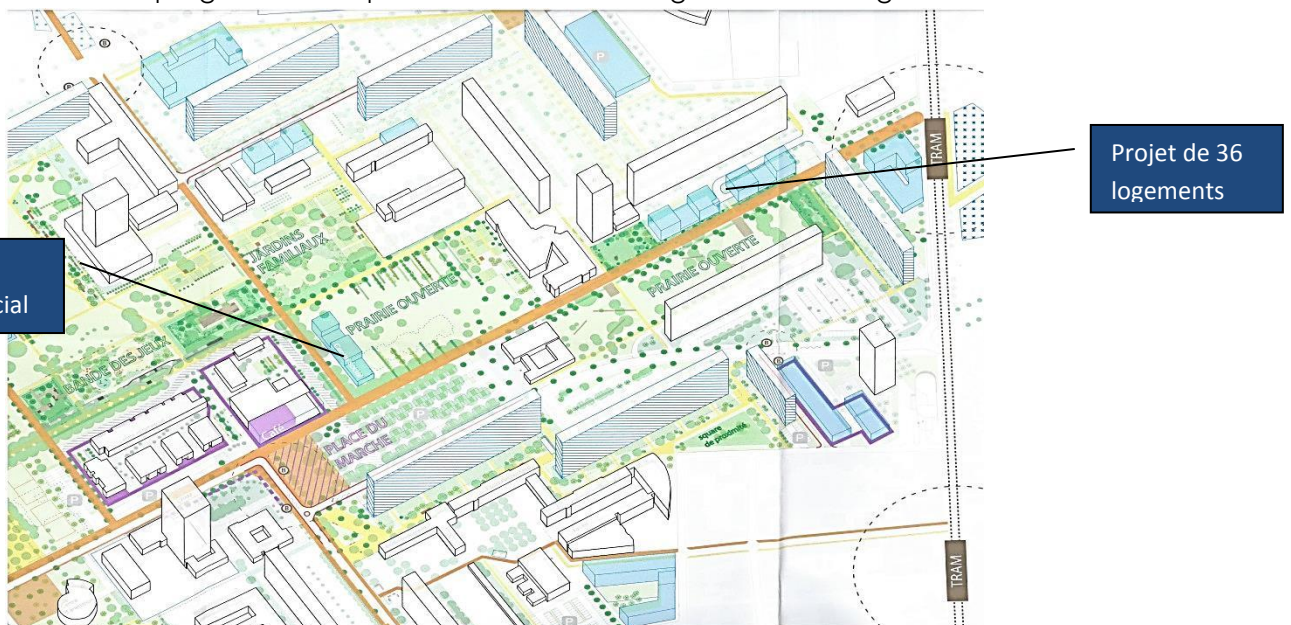 TRAM
Projet de 36
logements
JARDINS
FAMILIAUX
PRAIRIE OUVERTE
PRAIRIE OUVERTE
cial
BANDE DES JEUX
Café
PLACE DU
MARCHE
square
de proximité
P
P
P
P
P
P
P
B
B
B
B
B
B
TRAM